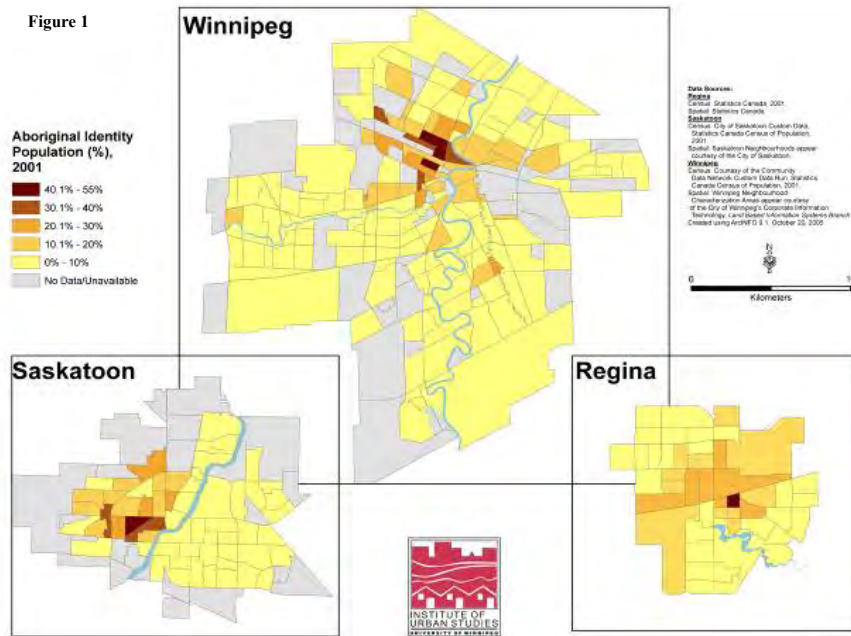 Figure 1
Winnipeg
Aboriginal Identity
Population (%),
2001
40.1% - 55%
30.1% - 40%
20.1% - 30%
10.1% - 20%
0% - 10%
No Data/Unavailable
Data Sources:
Regina
Census: Statistics Canada, 2001.
Spatial: Statistics Canada.
Saskatoon
Census: City of Saskatoon Custom Data,
Statistics Canada Census of Population,
2001.
Spatial: Saskatoon Neighbourhoods appear
courtesy of the City of Saskatoon.
Winnipeg
Census: Courtesy of the Community
Data Network Custom Data Run, Statistics
Canada Census of Population, 2001.
Spatial: Winnipeg Neighbourhood
Characterization Areas appear courtesy
of the City of Winnipeg's Corporate Information
Technology, Land Based Information Systems Branch
Created using ArcINFO 9.1, October 2005
N
S
0 1
Kilometers
Saskatoon
Regina
INSTITUTE OF
URBAN STUDIES
UNIVERSITY OF WINNIPEG